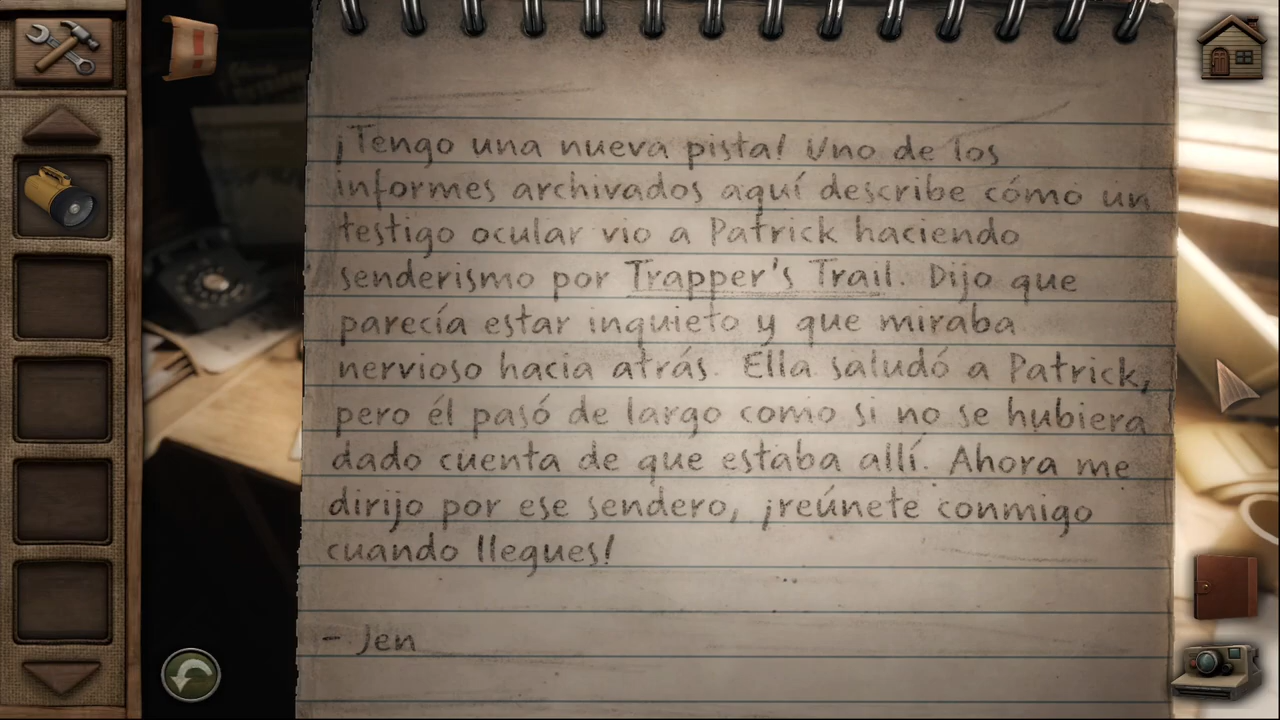 ¡Tengo una nueva pista! Uno de los
informes archivados aquí describe cómo un
testigo ocular vio a Patrick haciendo
senderismo por Trapper's Trail. Dijo que
parecía estar inquieto y que miraba
nervioso hacia atrás. Ella saludó a Patrick,
pero él pasó de largo como si no se hubiera
dado cuenta de que estaba allí. Ahora me
dirijo por ese sendero, ¡reúnete conmigo
cuando llegues!
- Jen